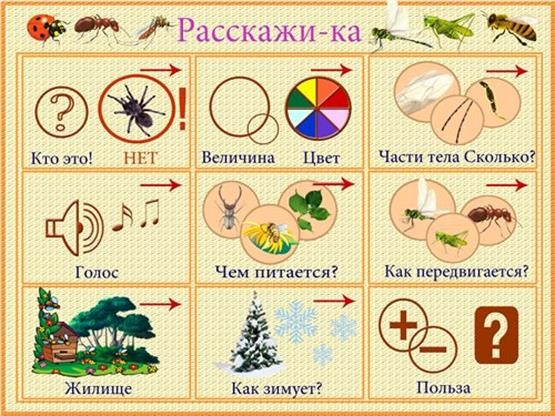 Расскажи-ка
Кто это! НЕТ !
Величина Цвет
Части тела Сколько?
Голос
Чем питается?
Как передвигается?
Жилище
Как зимует?
Польза